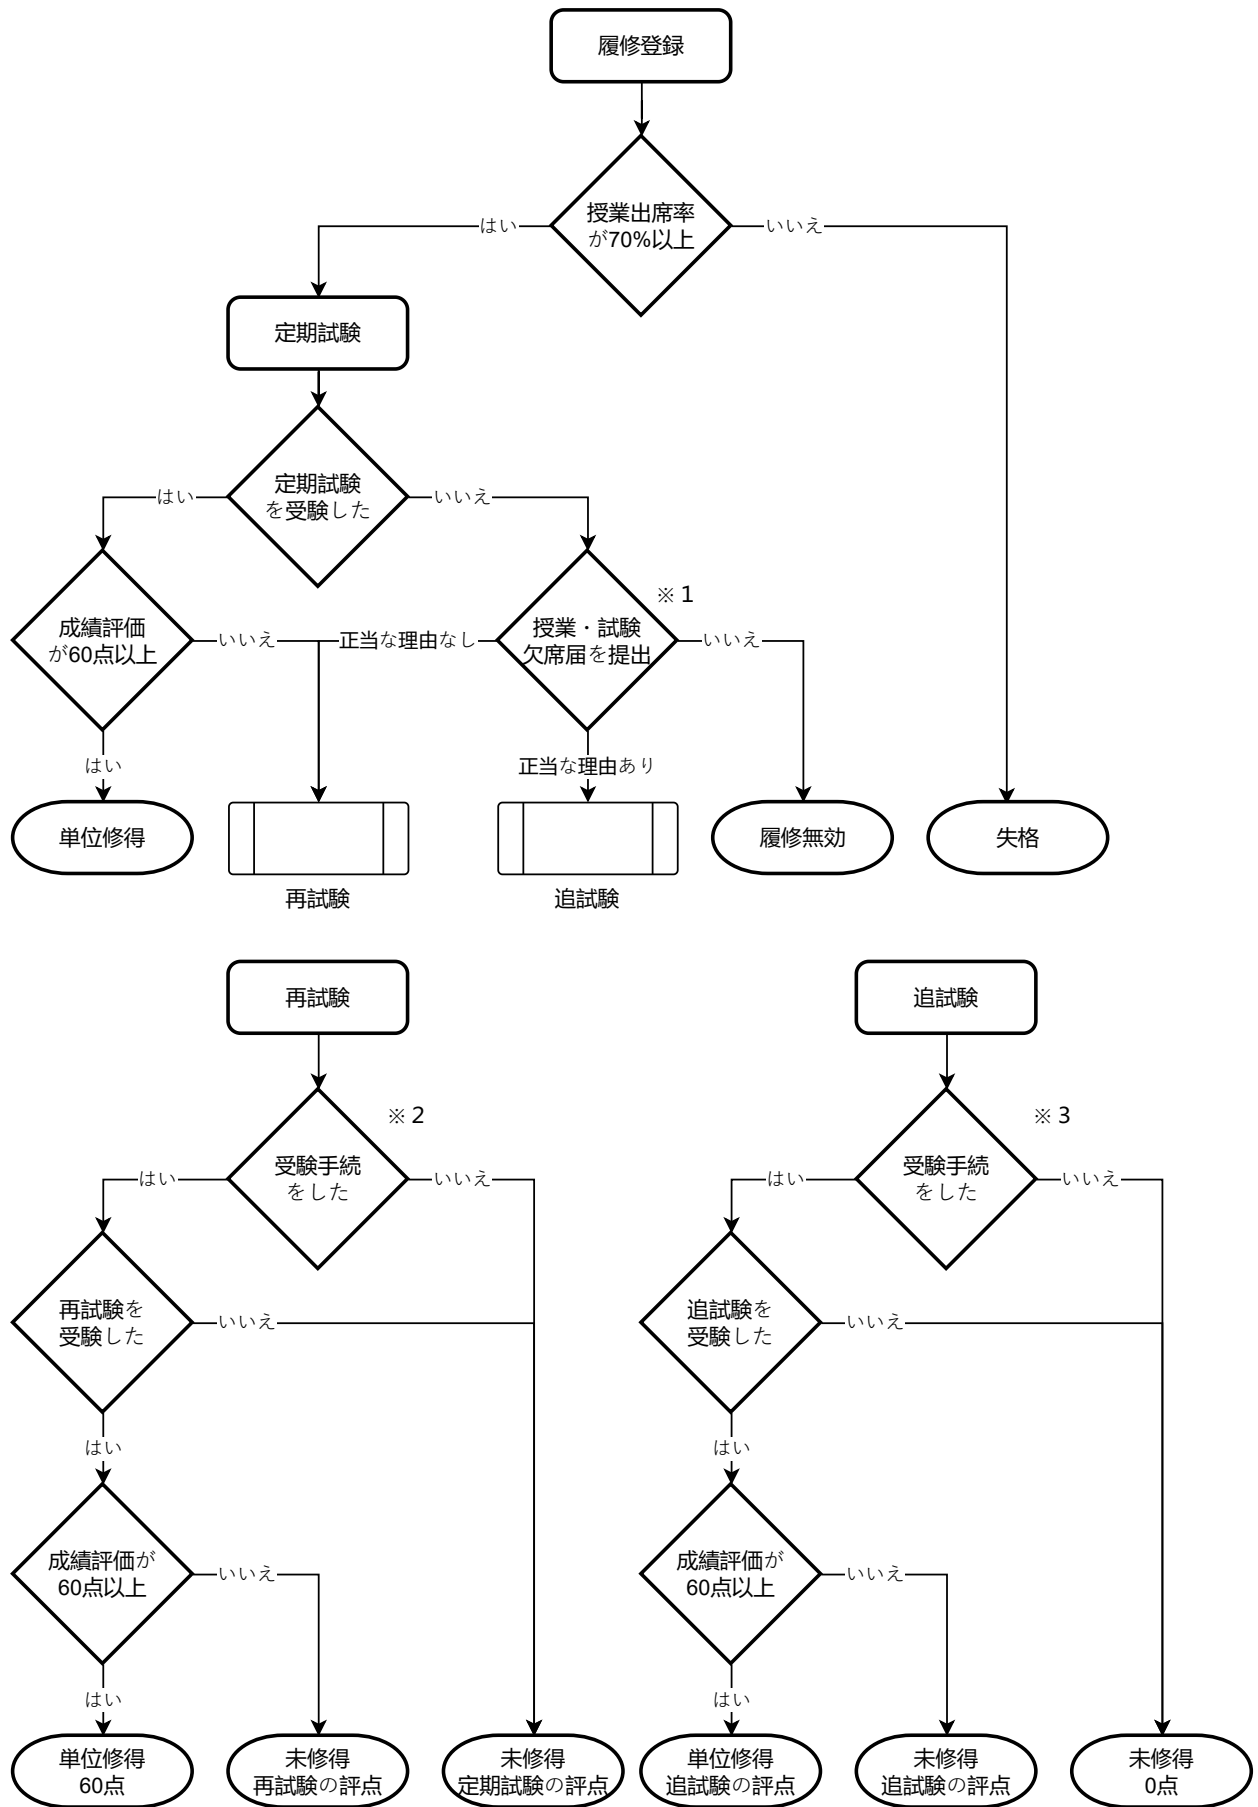 履修登録
授業出席率
が70%以上
はい
いいえ
定期試験
定期試験
を受験した
はい
いいえ
成績評価
が60点以上
いいえ
正当な理由なし
※1
授業・試験
欠席届を提出
いいえ
はい
正当な理由あり
単位修得
履修無効
失格
再試験
追試験
再試験
※2
受験手続
をした
はい
いいえ
再試験を
受験した
いいえ
はい
成績評価が
60点以上
いいえ
はい
単位修得
60点
未修得
再試験の評点
未修得
定期試験の評点
追試験
※3
受験手続
をした
はい
いいえ
追試験を
受験した
いいえ
はい
成績評価が
60点以上
いいえ
はい
単位修得
追試験の評点
未修得
追試験の評点
未修得
0点